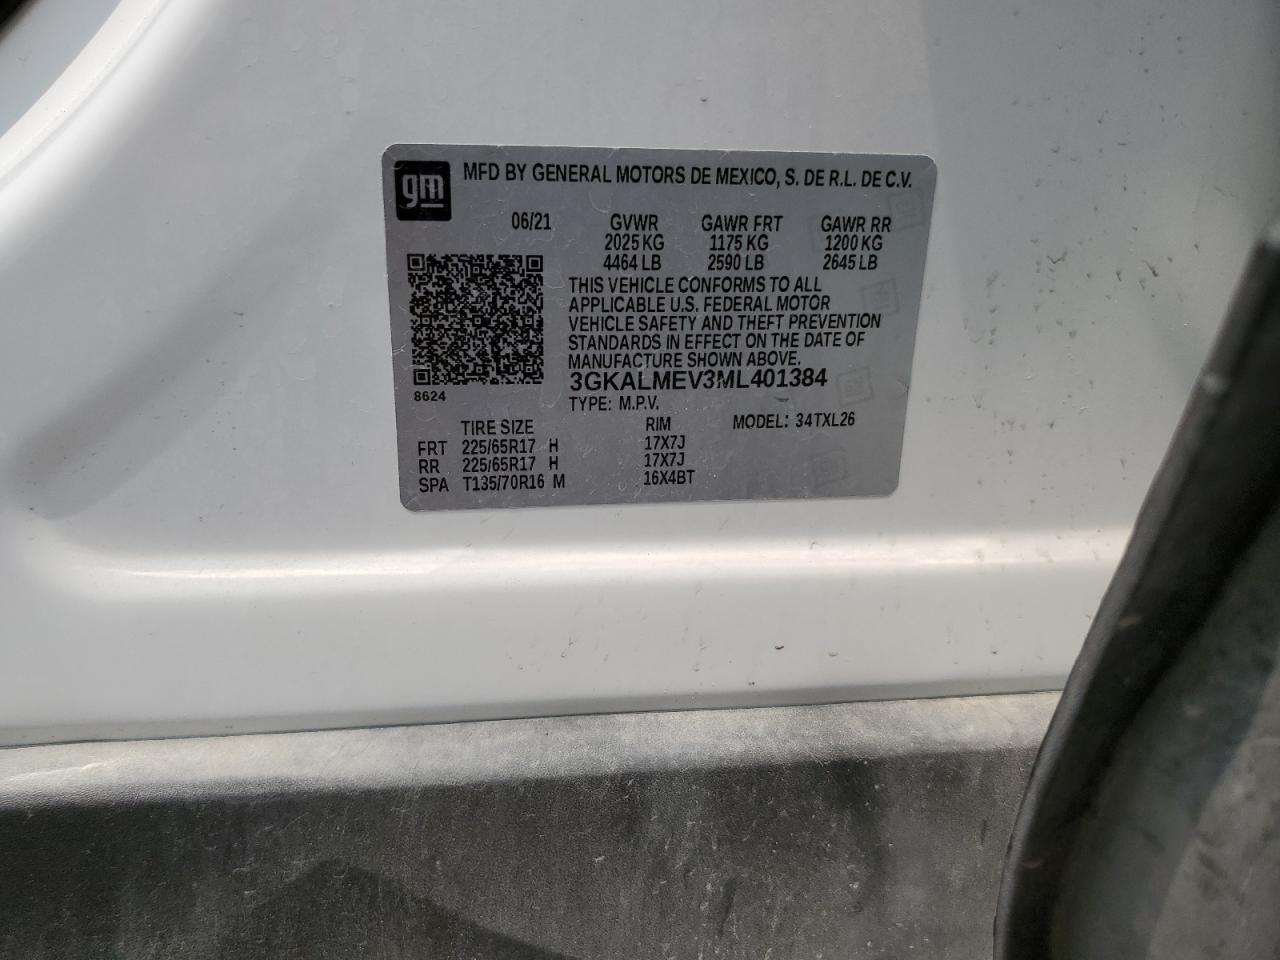 gm
MFD BY GENERAL MOTORS DE MEXICO, S. DE R.L. DE C.V.
06/21 GVWR GAWR FRT GAWR RR
2025 KG 1175 KG 1200 KG
4464 LB 2590 LB 2645 LB
THIS VEHICLE CONFORMS TO ALL
APPLICABLE U.S. FEDERAL MOTOR
VEHICLE SAFETY AND THEFT PREVENTION
STANDARDS IN EFFECT ON THE DATE OF
MANUFACTURE SHOWN ABOVE.
3GKALMEV3ML401384
8624
TYPE: M.P.V.
TIRE SIZE RIM MODEL: 34TXL26
FRT 225/65R17 H 17X7J
RR 225/65R17 H 17X7J
SPA T135/70R16 M 16X4BT